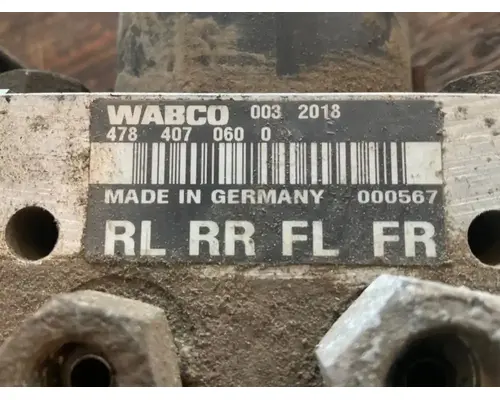 WABCO 003 2018
478 407 060 0
MADE IN GERMANY 000567
RL RR FL FR